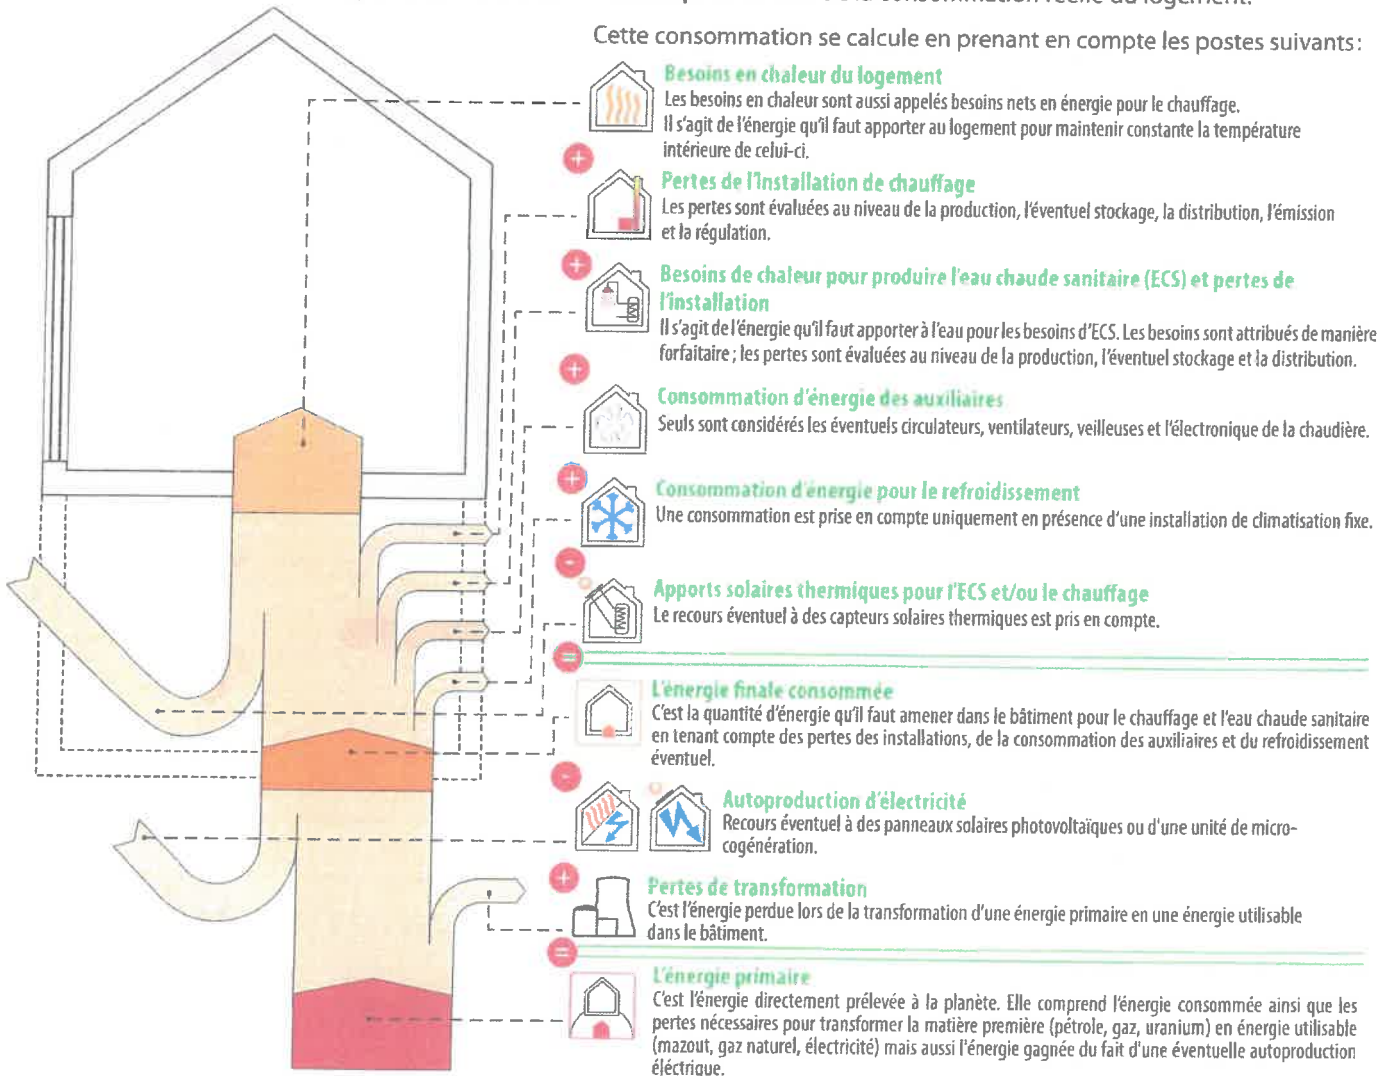 consommation réelle du logement.
Cette consommation se calcule en prenant en compte les postes suivants:
Besoins en chaleur du logement
Les besoins en chaleur sont aussi appelés besoins nets en énergie pour le chauffage.
Il s'agit de l'énergie qu'il faut apporter au logement pour maintenir constante la température
intérieure de celui-ci.
+
Pertes de l'installation de chauffage
Les pertes sont évaluées au niveau de la production, l'éventuel stockage, la distribution, l'émission
et la régulation.
+
Besoins de chaleur pour produire l'eau chaude sanitaire (ECS) et pertes de
l'installation
Il s'agit de l'énergie qu'il faut apporter à l'eau pour les besoins d'ECS. Les besoins sont attribués de manière
forfaitaire ; les pertes sont évaluées au niveau de la production, l'éventuel stockage et la distribution.
+
Consommation d'énergie des auxiliaires
Seuls sont considérés les éventuels circulateurs, ventilateurs, veilleuses et l'électronique de la chaudière.
+
Consommation d'énergie pour le refroidissement
Une consommation est prise en compte uniquement en présence d'une installation de climatisation fixe.
-
Apports solaires thermiques pour l'ECS et/ou le chauffage
Le recours éventuel à des capteurs solaires thermiques est pris en compte.
=
L'énergie finale consommée
C'est la quantité d'énergie qu'il faut amener dans le bâtiment pour le chauffage et l'eau chaude sanitaire
en tenant compte des pertes des installations, de la consommation des auxiliaires et du refroidissement
éventuel.
-
Autoproduction d'électricité
Recours éventuel à des panneaux solaires photovoltaïques ou d'une unité de micro-
cogénération.
+
Pertes de transformation
C'est l'énergie perdue lors de la transformation d'une énergie primaire en une énergie utilisable
dans le bâtiment.
=
L'énergie primaire
C'est l'énergie directement prélevée à la planète. Elle comprend l'énergie consommée ainsi que les
pertes nécessaires pour transformer la matière première (pétrole, gaz, uranium) en énergie utilisable
(mazout, gaz naturel, électricité) mais aussi l'énergie gagnée du fait d'une éventuelle autoproduction
éléctrique.